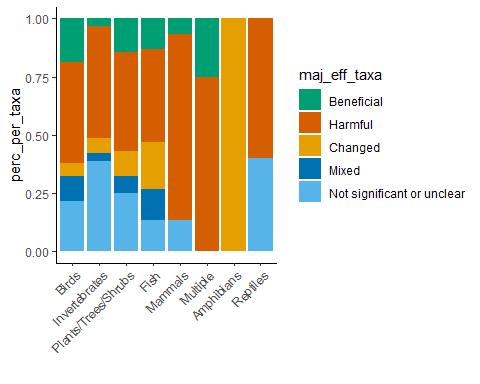 1.00
0.75
0.50
0.25
0.00
perc_per_taxa
Birds
Invertebrates
Plants/Trees/Shrubs
Fish
Mammals
Multiple
Amphibians
Reptiles
maj_eff_taxa
Beneficial
Harmful
Changed
Mixed
Not significant or unclear